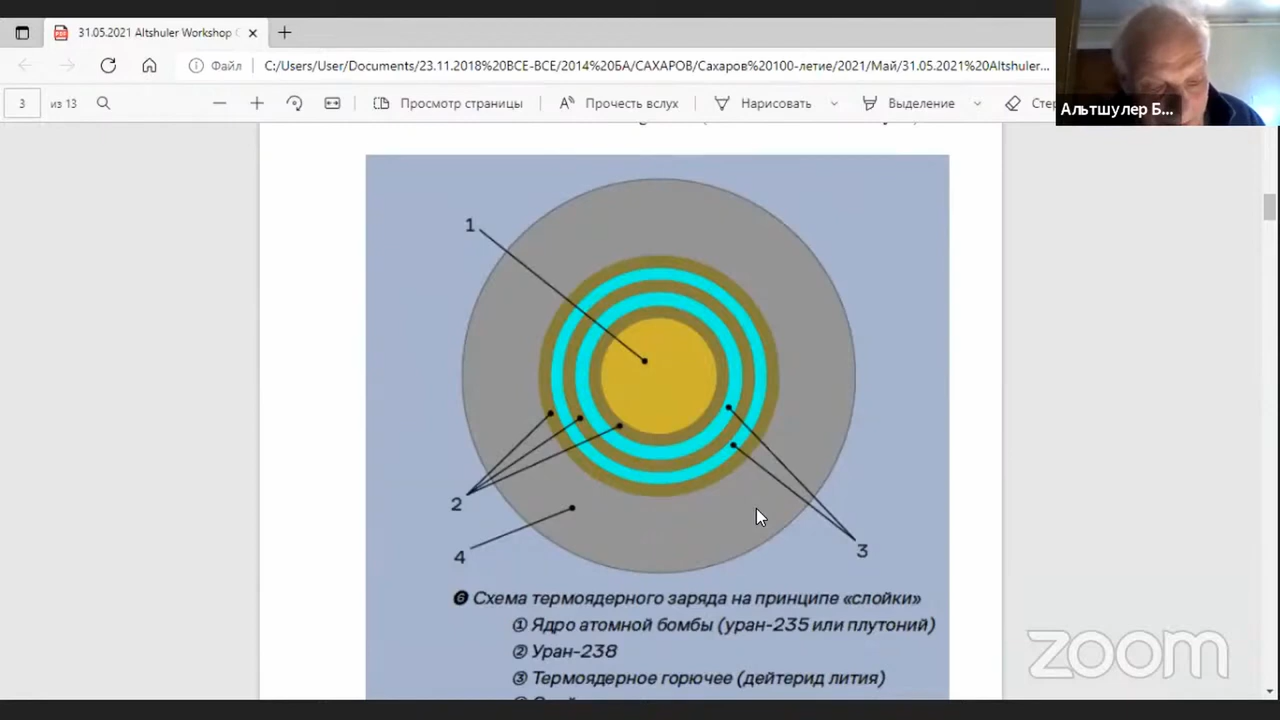 31.05.2021 Altshuler Workshop
Файл
C:/Users/User/Documents/23.11.2018%20ВСЕ-ВСЕ/2014%20БА/САХАРОВ/Сахаров%20100-летие/2021/Май/31.05.2021%20Altshuler...
3 из 13
Просмотр страницы
Прочесть вслух
Нарисовать
Выделение
Альтшулер Б...
1
2
4
3
❻ Схема термоядерного заряда на принципе «слойки»
① Ядро атомной бомбы (уран-235 или плутоний)
② Уран-238
③ Термоядерное горючее (дейтерид лития)
zoom